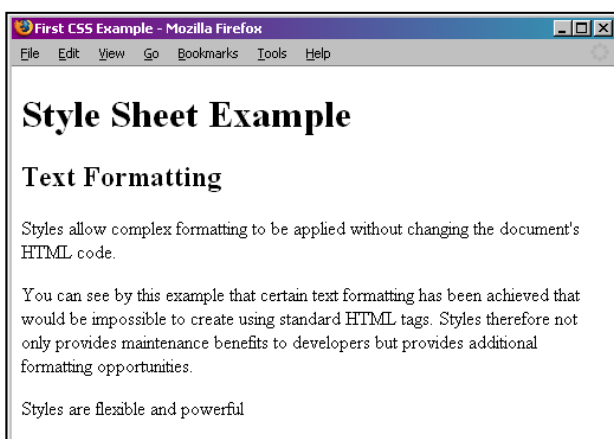 First CSS Example - Mozilla Firefox
File Edit View Go Bookmarks Tools Help
Style Sheet Example
Text Formatting
Styles allow complex formatting to be applied without changing the document's
HTML code.
You can see by this example that certain text formatting has been achieved that
would be impossible to create using standard HTML tags. Styles therefore not
only provides maintenance benefits to developers but provides additional
formatting opportunities.
Styles are flexible and powerful